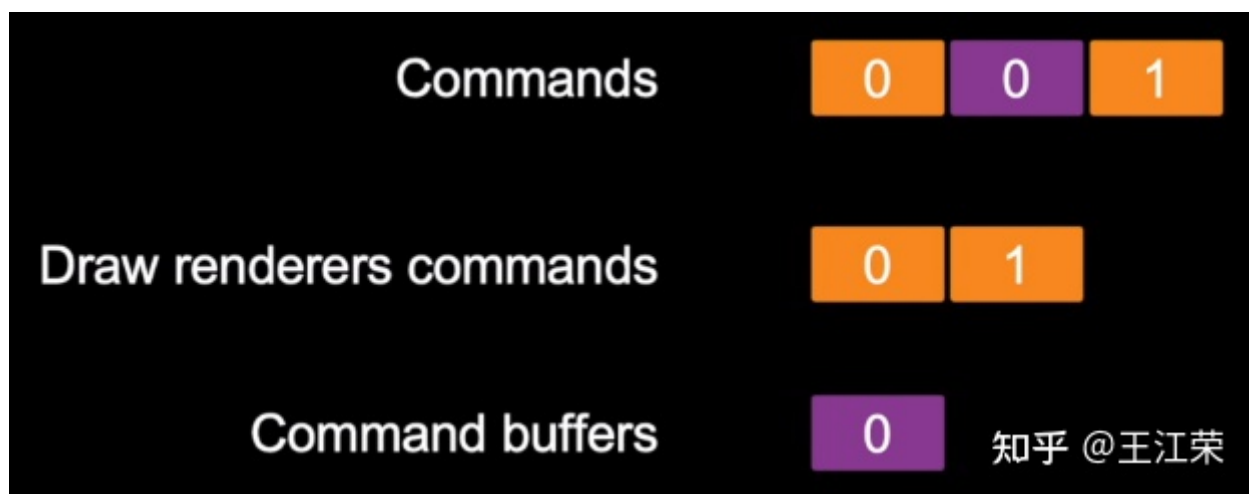 Commands 0 0 1
Draw renderers commands 0 1
Command buffers 0
知乎 @王江荣